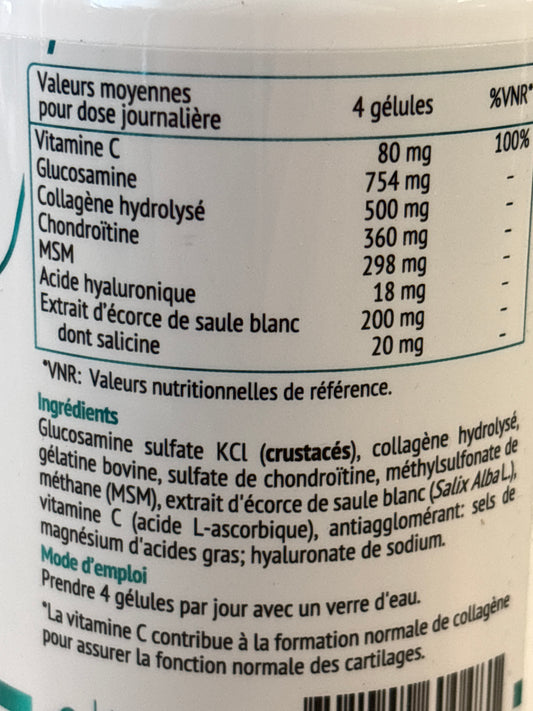 Valeurs moyennes
pour dose journalière 4 gélules %VNR*
Vitamine C 80 mg 100%
Glucosamine 754 mg -
Collagène hydrolysé 500 mg -
Chondroïtine 360 mg -
MSM 298 mg -
Acide hyaluronique 18 mg -
Extrait d'écorce de saule blanc 200 mg -
dont salicine 20 mg -
*VNR: Valeurs nutritionnelles de référence.
Ingrédients
Glucosamine sulfate KCl (crustacés), collagène hydrolysé,
gélatine bovine, sulfate de chondroïtine, méthylsulfonate de
méthane (MSM), extrait d'écorce de saule blanc (Salix Alba L),
vitamine C (acide L-ascorbique), antiagglomérant: sels de
magnésium d'acides gras; hyaluronate de sodium.
Mode d'emploi
Prendre 4 gélules par jour avec un verre d'eau.
*La vitamine C contribue à la formation normale de collagène
pour assurer la fonction normale des cartilages.